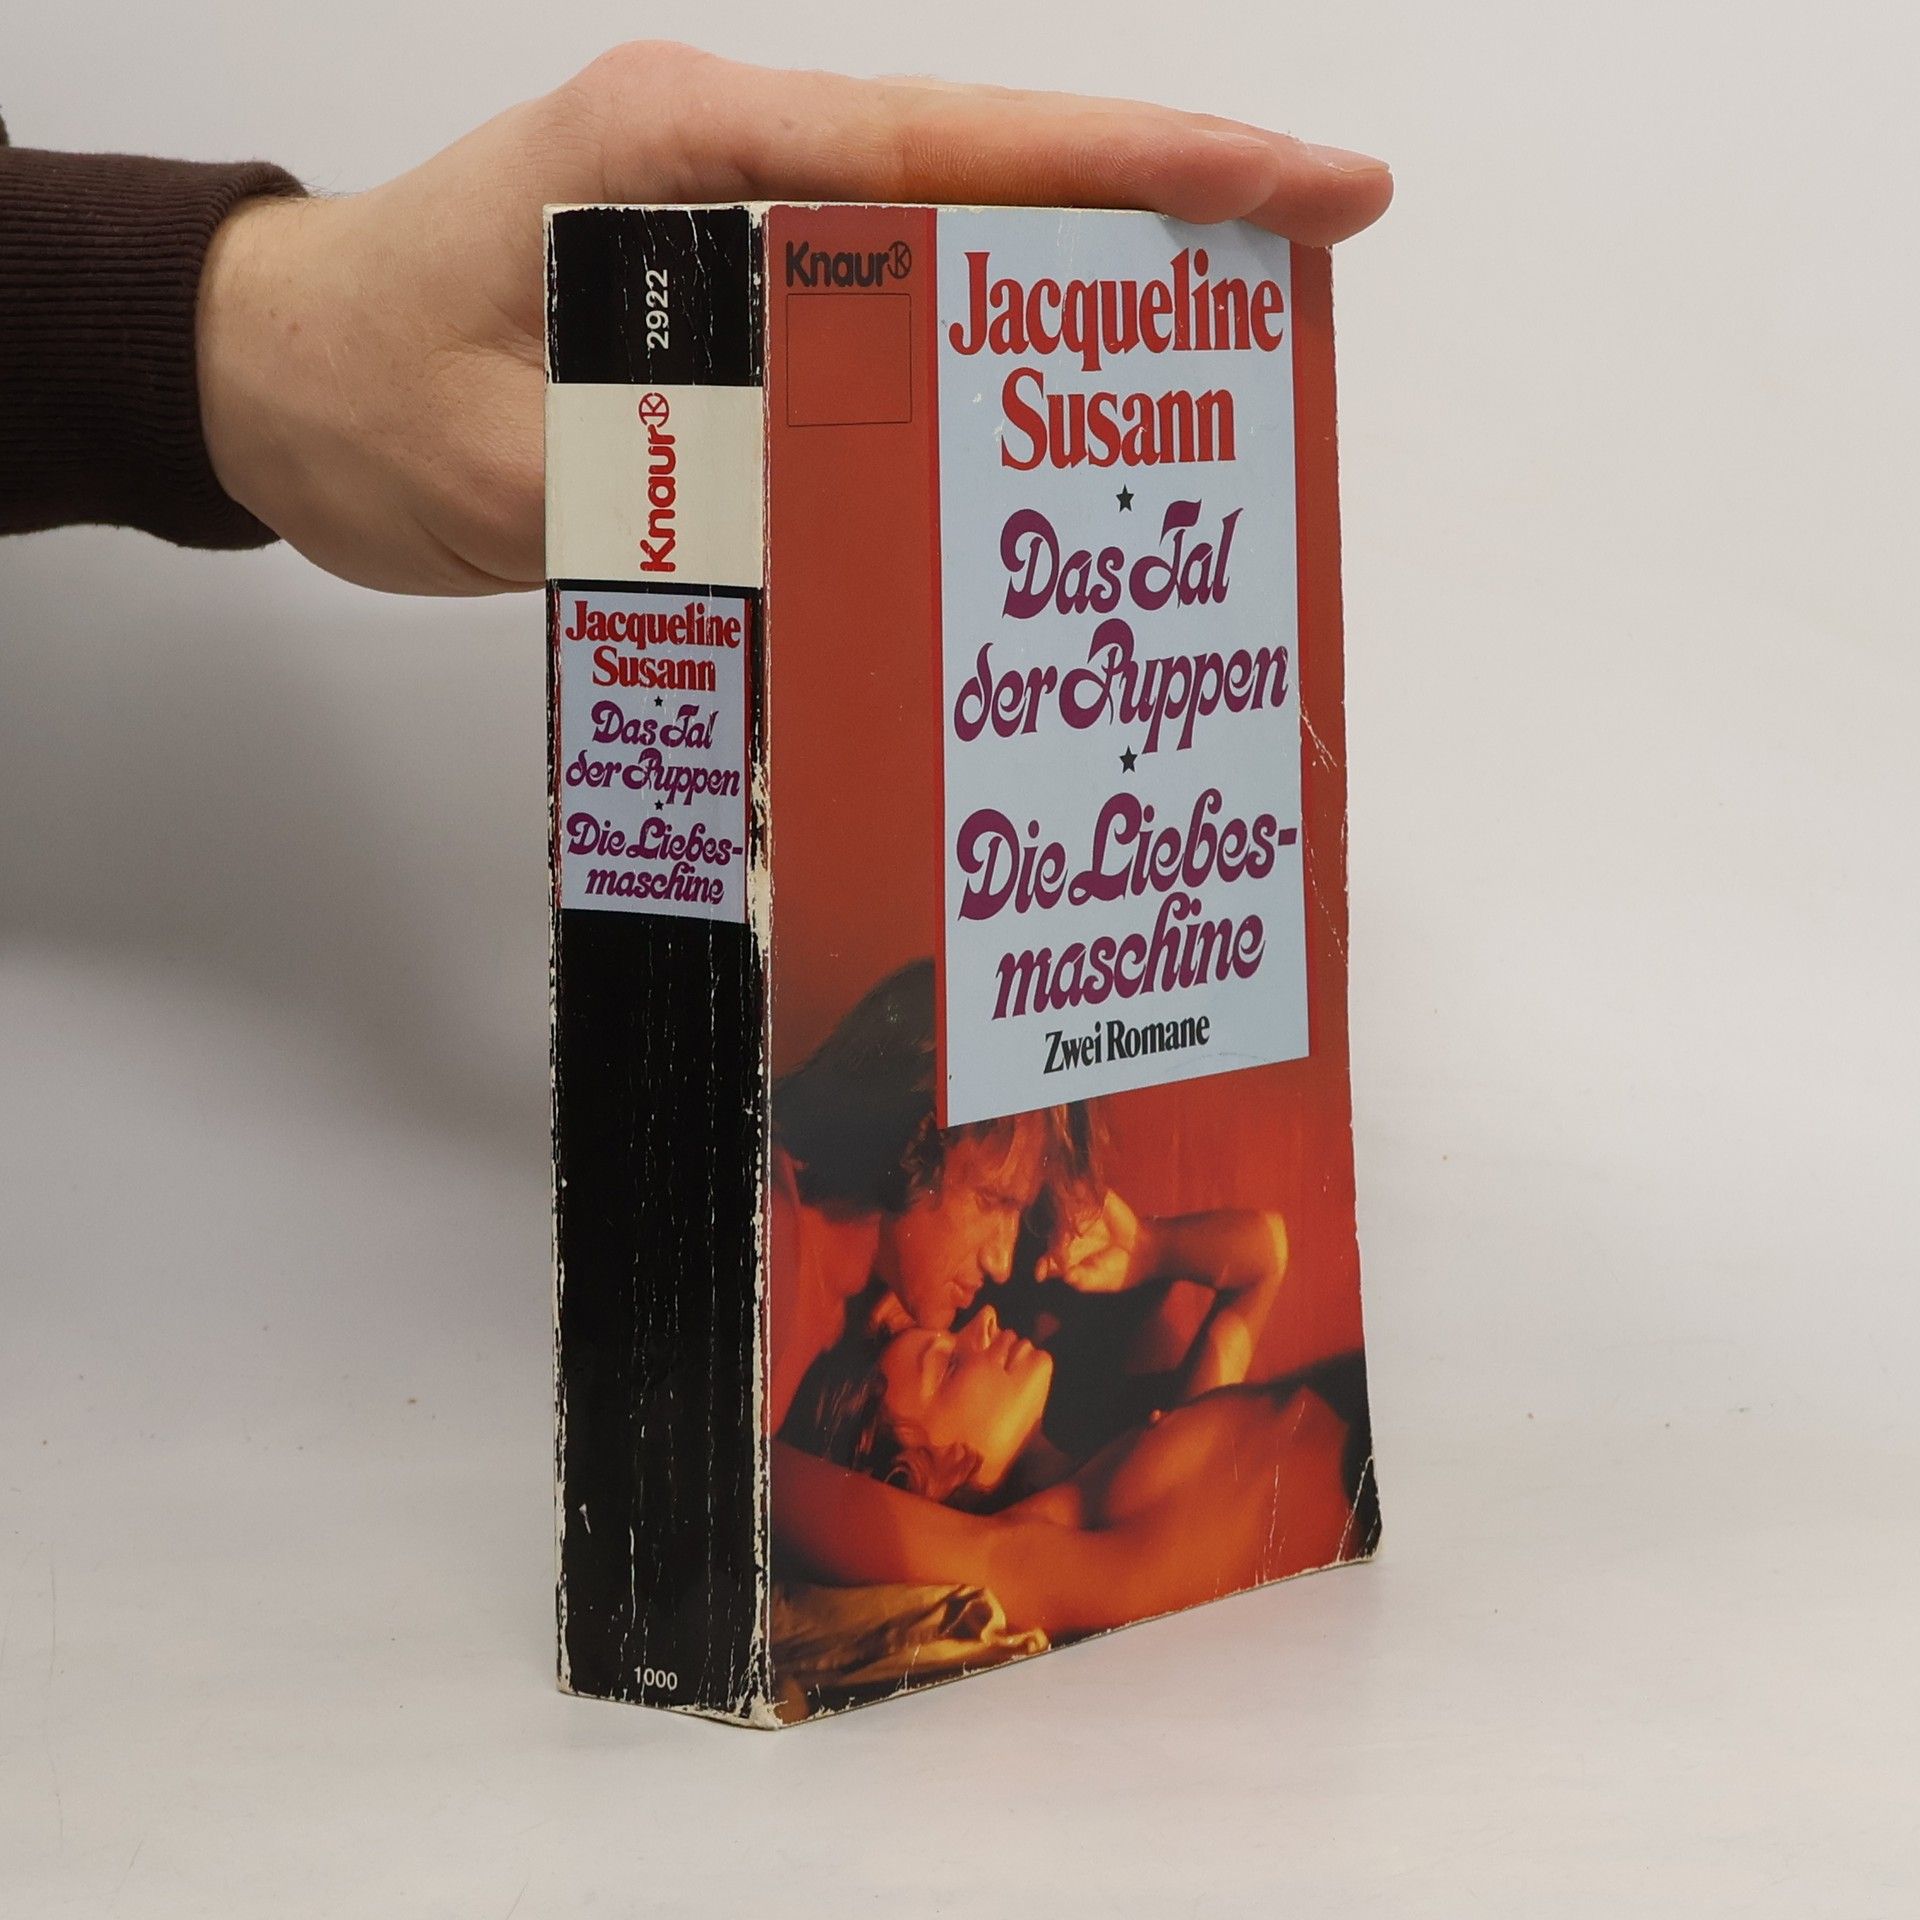 2922
Knaur
Jacqueline
Susann
Das Tal
der Puppen
Die Liebes-
maschine
1000
Knaur
Jacqueline
Susann
Das Tal
der Puppen
Die Liebes-
maschine
Zwei Romane